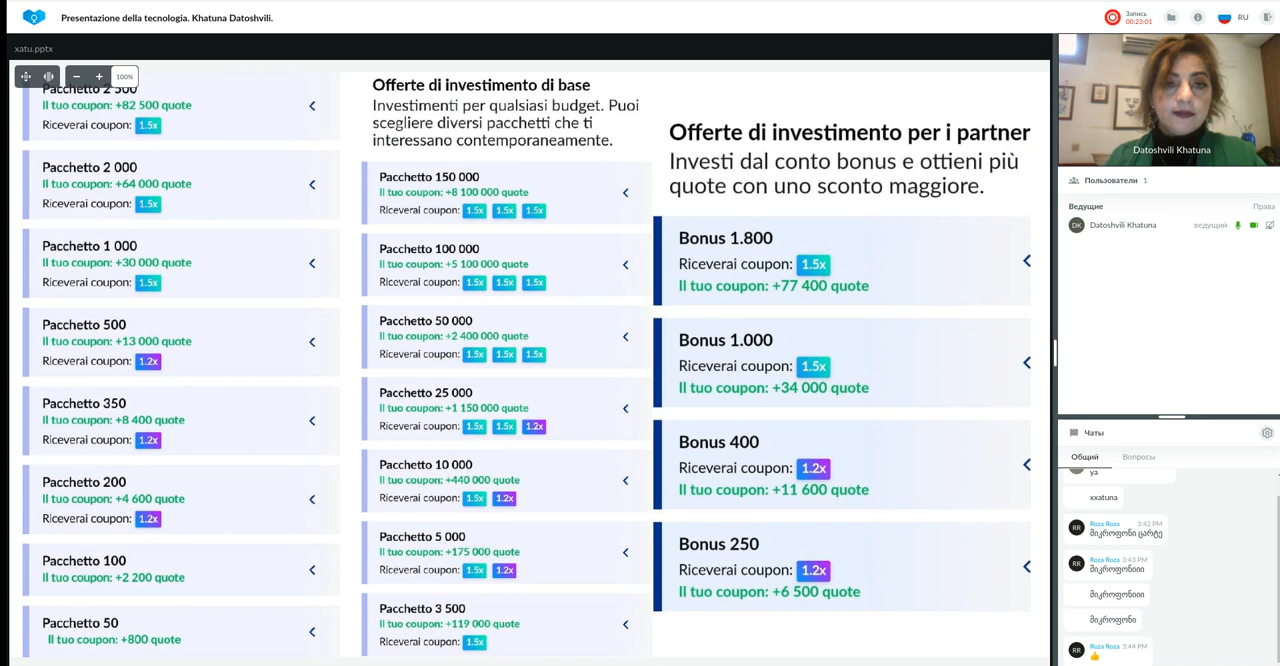 Presentazione della tecnologia. Khatuna Datoshvili.
Запись
00:23:01
RU
xatu.pptx
100%
Pacchetto 2 500
Il tuo coupon: +82 500 quote
Riceverai coupon: 1.5x
Pacchetto 2 000
Il tuo coupon: +64 000 quote
Riceverai coupon: 1.5x
Pacchetto 1 000
Il tuo coupon: +30 000 quote
Riceverai coupon: 1.5x
Pacchetto 500
Il tuo coupon: +13 000 quote
Riceverai coupon: 1.2x
Pacchetto 350
Il tuo coupon: +8 400 quote
Riceverai coupon: 1.2x
Pacchetto 200
Il tuo coupon: +4 600 quote
Riceverai coupon: 1.2x
Pacchetto 100
Il tuo coupon: +2 200 quote
Pacchetto 50
Il tuo coupon: +800 quote
Offerte di investimento di base
Investimenti per qualsiasi budget. Puoi
scegliere diversi pacchetti che ti
interessano contemporaneamente.
Pacchetto 150 000
Il tuo coupon: +8 100 000 quote
Riceverai coupon: 1.5x 1.5x 1.5x
Pacchetto 100 000
Il tuo coupon: +5 100 000 quote
Riceverai coupon: 1.5x 1.5x 1.5x
Pacchetto 50 000
Il tuo coupon: +2 400 000 quote
Riceverai coupon: 1.5x 1.5x 1.5x
Pacchetto 25 000
Il tuo coupon: +1 150 000 quote
Riceverai coupon: 1.5x 1.5x 1.2x
Pacchetto 10 000
Il tuo coupon: +440 000 quote
Riceverai coupon: 1.5x 1.2x
Pacchetto 5 000
Il tuo coupon: +175 000 quote
Riceverai coupon: 1.5x 1.2x
Pacchetto 3 500
Il tuo coupon: +119 000 quote
Riceverai coupon: 1.5x
Offerte di investimento per i partner
Investi dal conto bonus e ottieni più
quote con uno sconto maggiore.
Bonus 1.800
Riceverai coupon: 1.5x
Il tuo coupon: +77 400 quote
Bonus 1.000
Riceverai coupon: 1.5x
Il tuo coupon: +34 000 quote
Bonus 400
Riceverai coupon: 1.2x
Il tuo coupon: +11 600 quote
Bonus 250
Riceverai coupon: 1.2x
Il tuo coupon: +6 500 quote
Datoshvili Khatuna
Пользователи 1
Ведущие Права
DK Datoshvili Khatuna ведущий
Чаты
Общий Вопросы
ya
xxatuna
RR Roza Roza 3:42 PM
მიკროფონი ცარტე
RR Roza Roza 3:43 PM
მიკროფონიიი
მიკროფონიიი
მიკროფონი
RR Roza Roza 3:44 PM
👍